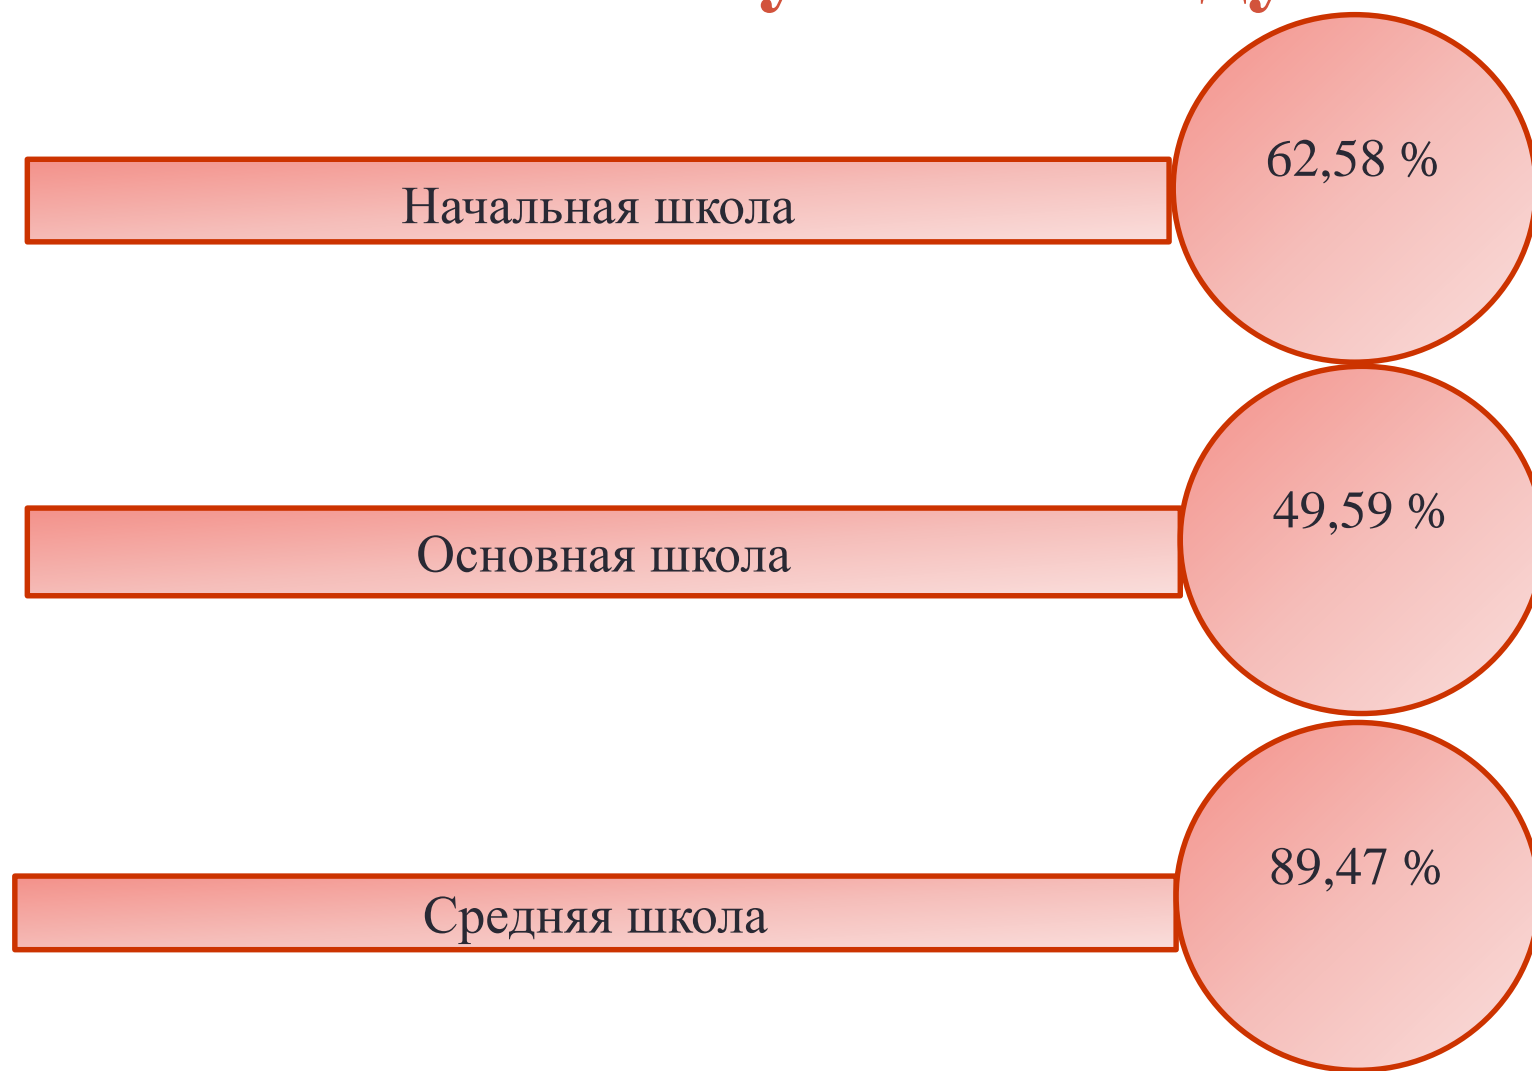 62,58 %
Начальная школа
49,59 %
Основная школа
89,47 %
Средняя школа